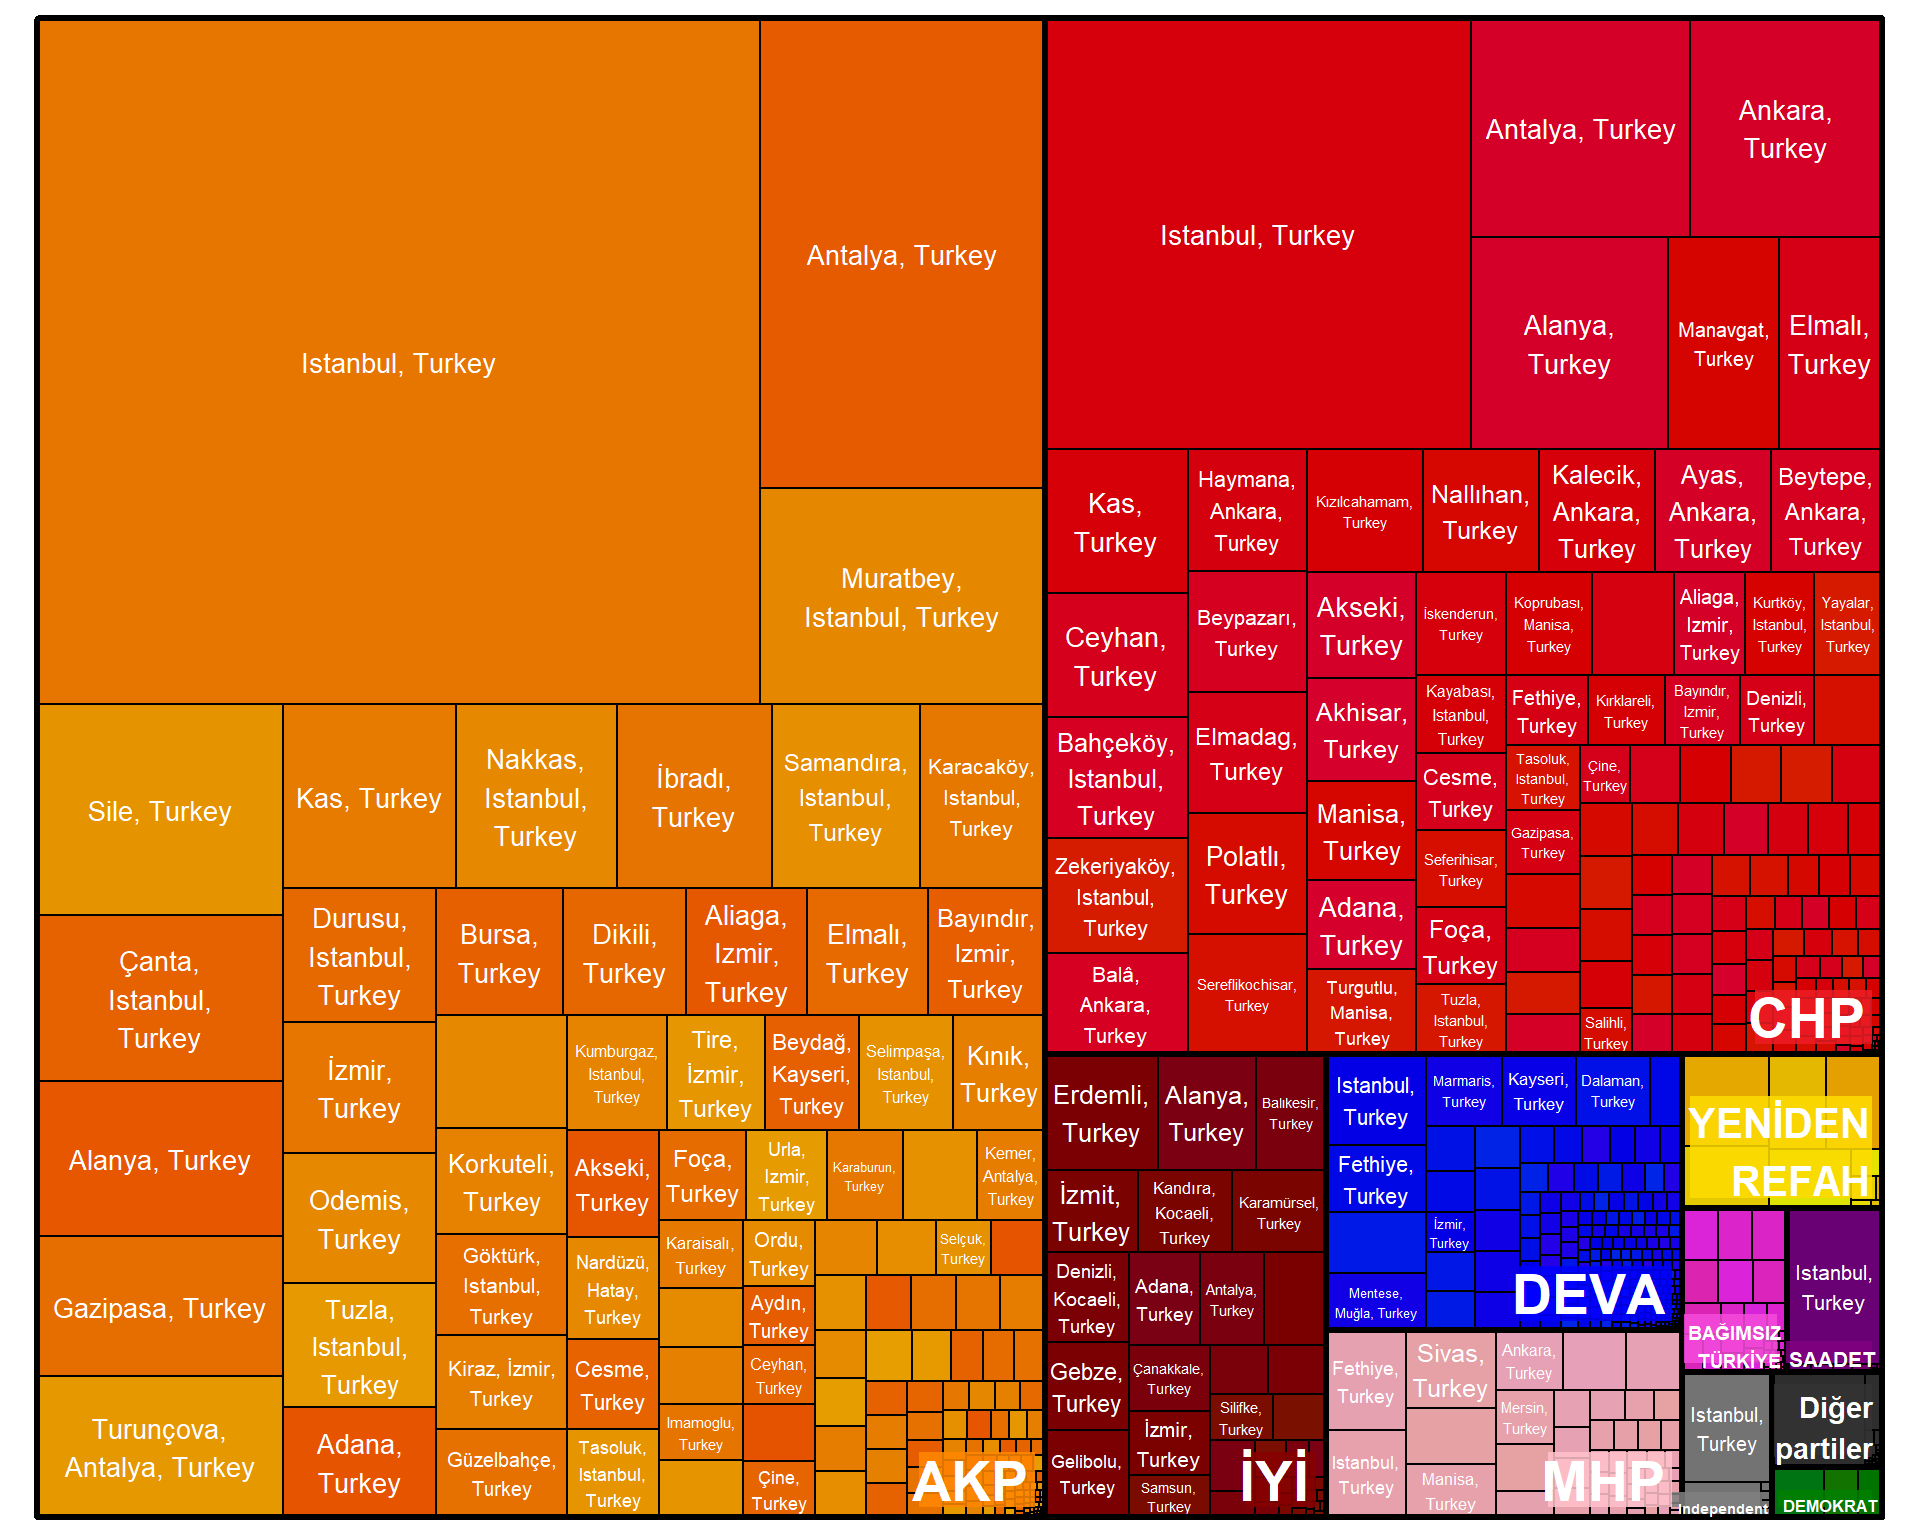 Istanbul, Turkey
Antalya, Turkey
Muratbey,
Istanbul, Turkey
Sile, Turkey
Kas, Turkey
Nakkas,
Istanbul,
Turkey
İbradı,
Turkey
Samandıra,
Istanbul,
Turkey
Karacaköy,
Istanbul,
Turkey
Çanta,
Istanbul,
Turkey
Durusu,
Istanbul,
Turkey
Bursa,
Turkey
Dikili,
Turkey
Aliaga,
Izmir,
Turkey
Elmalı,
Turkey
Bayındır,
Izmir,
Turkey
Alanya, Turkey
İzmir,
Turkey
Kumburgaz,
Istanbul,
Turkey
Tire,
İzmir,
Turkey
Beydağ,
Kayseri,
Turkey
Selimpaşa,
Istanbul,
Turkey
Kınık,
Turkey
Odemis,
Turkey
Korkuteli,
Turkey
Akseki,
Turkey
Foça,
Turkey
Urla,
Izmir,
Turkey
Karaburun,
Turkey
Kemer,
Antalya,
Turkey
Gazipasa, Turkey
Göktürk,
Istanbul,
Turkey
Nardüzü,
Hatay,
Turkey
Karaisalı,
Turkey
Ordu,
Turkey
Selçuk,
Turkey
Tuzla,
Istanbul,
Turkey
Aydın,
Turkey
Kiraz, İzmir,
Turkey
Cesme,
Turkey
Ceyhan,
Turkey
Turunçova,
Antalya, Turkey
Adana,
Turkey
Güzelbahçe,
Turkey
Tasoluk,
Istanbul,
Turkey
Imamoglu,
Turkey
Çine,
Turkey
AKP
Istanbul, Turkey
Antalya, Turkey
Ankara,
Turkey
Alanya,
Turkey
Manavgat,
Turkey
Elmalı,
Turkey
Kas,
Turkey
Haymana,
Ankara,
Turkey
Kızılcahamam,
Turkey
Nallıhan,
Turkey
Kalecik,
Ankara,
Turkey
Ayas,
Ankara,
Turkey
Beytepe,
Ankara,
Turkey
Ceyhan,
Turkey
Beypazarı,
Turkey
Akseki,
Turkey
İskenderun,
Turkey
Koprubası,
Manisa,
Turkey
Aliaga,
Izmir,
Turkey
Kurtköy,
Istanbul,
Turkey
Yayalar,
Istanbul,
Turkey
Bahçeköy,
Istanbul,
Turkey
Elmadag,
Turkey
Akhisar,
Turkey
Kayabası,
Istanbul,
Turkey
Fethiye,
Turkey
Kırklareli,
Turkey
Bayındır,
Izmir,
Turkey
Denizli,
Turkey
Cesme,
Turkey
Tasoluk,
Istanbul,
Turkey
Çine,
Turkey
Zekeriyaköy,
Istanbul,
Turkey
Polatlı,
Turkey
Manisa,
Turkey
Seferihisar,
Turkey
Gazipasa,
Turkey
Adana,
Turkey
Foça,
Turkey
Balâ,
Ankara,
Turkey
Sereflikochisar,
Turkey
Turgutlu,
Manisa,
Turkey
Tuzla,
Istanbul,
Turkey
Salihli,
Turkey
CHP
Erdemli,
Turkey
Alanya,
Turkey
Balıkesir,
Turkey
İzmit,
Turkey
Kandıra,
Kocaeli,
Turkey
Karamürsel,
Turkey
Denizli,
Kocaeli,
Turkey
Adana,
Turkey
Antalya,
Turkey
Gebze,
Turkey
Çanakkale,
Turkey
Silifke,
Turkey
Gelibolu,
Turkey
İzmir,
Turkey
Samsun,
Turkey
İYİ
Istanbul,
Turkey
Marmaris,
Turkey
Kayseri,
Turkey
Dalaman,
Turkey
Fethiye,
Turkey
İzmir,
Turkey
Mentese,
Muğla, Turkey
DEVA
Fethiye,
Turkey
Sivas,
Turkey
Ankara,
Turkey
Mersin,
Turkey
Istanbul,
Turkey
Manisa,
Turkey
MHP
YENİDEN
REFAH
BAĞIMSIZ
TÜRKİYE
Istanbul,
Turkey
SAADET
Istanbul,
Turkey
Independent
Diğer
partiler
DEMOKRAT